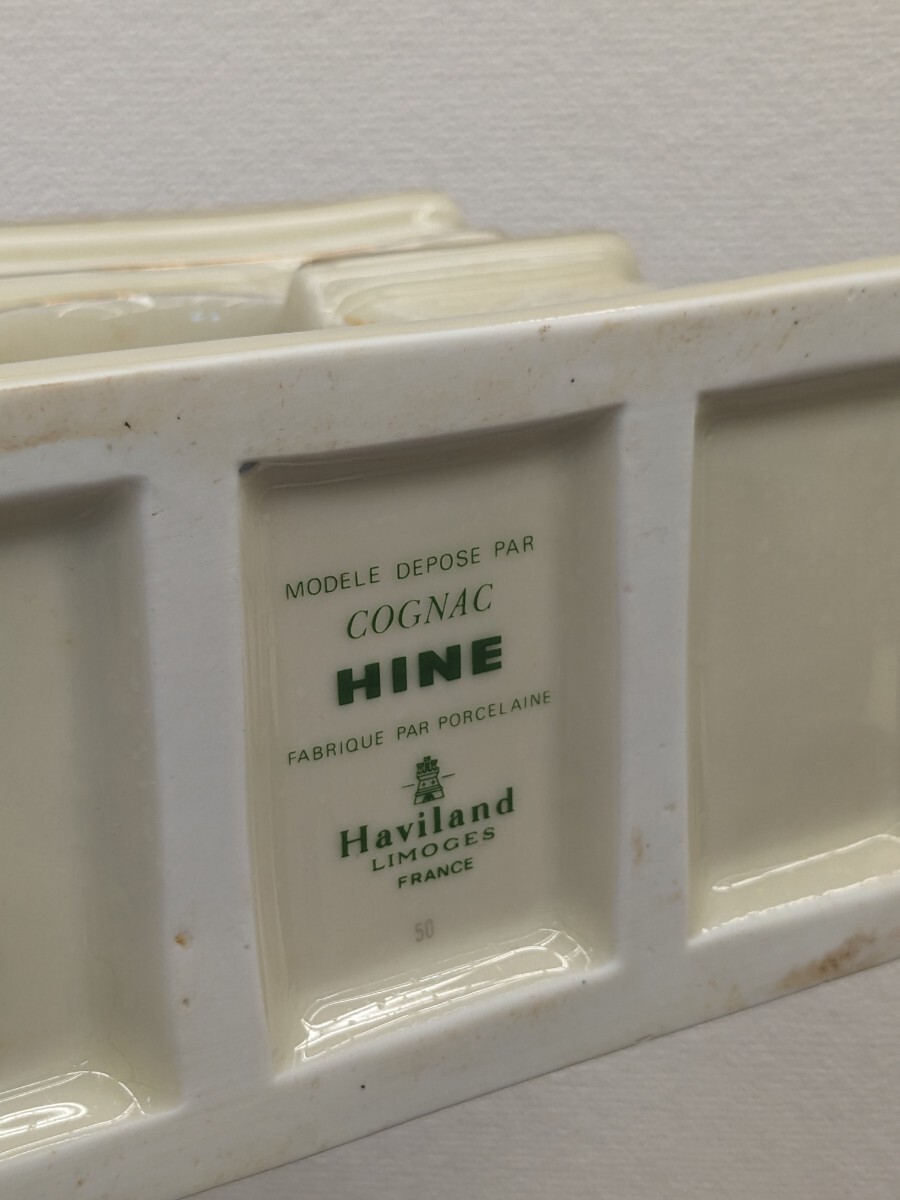 MODELE DEPOSE PAR
COGNAC
HINE
FABRIQUE PAR PORCELAINE
Haviland
LIMOGES
FRANCE
50